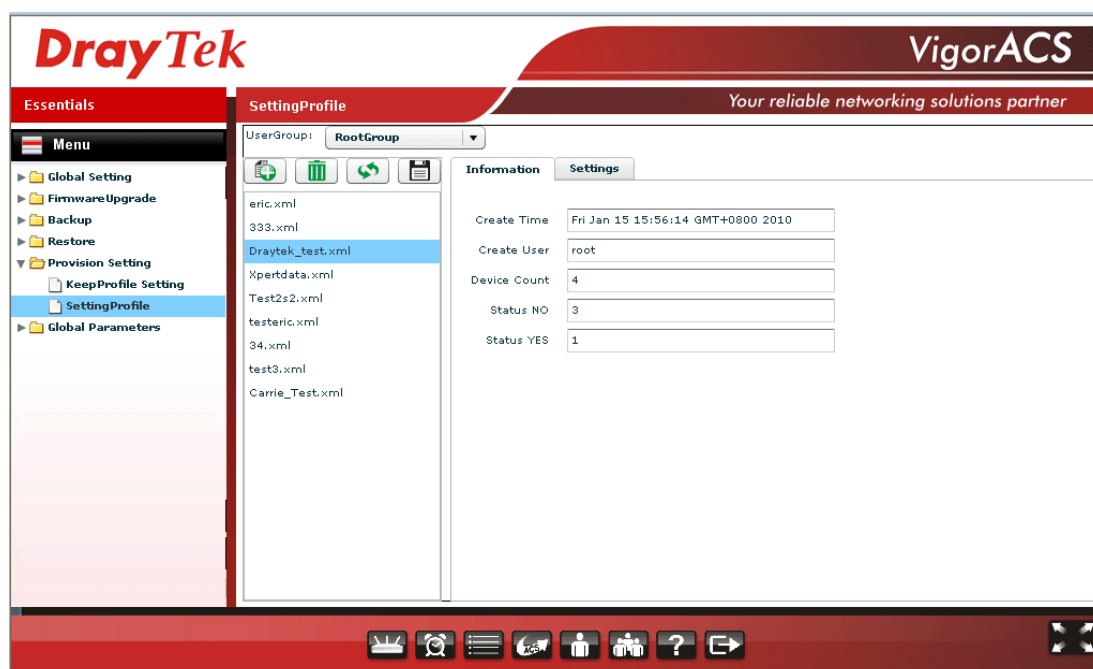 DrayTek
VigorACS
Essentials
SettingProfile
Your reliable networking solutions partner
Menu
UserGroup: RootGroup
Global Setting
FirmwareUpgrade
Backup
Restore
Provision Setting
KeepProfile Setting
SettingProfile
Global Parameters
eric.xml
333.xml
Draytek_test.xml
Xpertdata.xml
Test2s2.xml
testeric.xml
34.xml
test3.xml
Carrie_Test.xml
Information Settings
Create Time Fri Jan 15 15:56:14 GMT+0800 2010
Create User root
Device Count 4
Status NO 3
Status YES 1
ACS
?